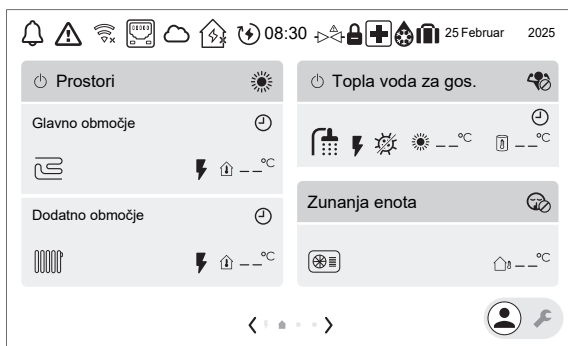 08:30 25 Februar 2025
Prostori
Topla voda za gos.
Glavno območje
_ _°C
_ _°C _ _°C
Dodatno območje
_ _°C
Zunanja enota
_ _°C